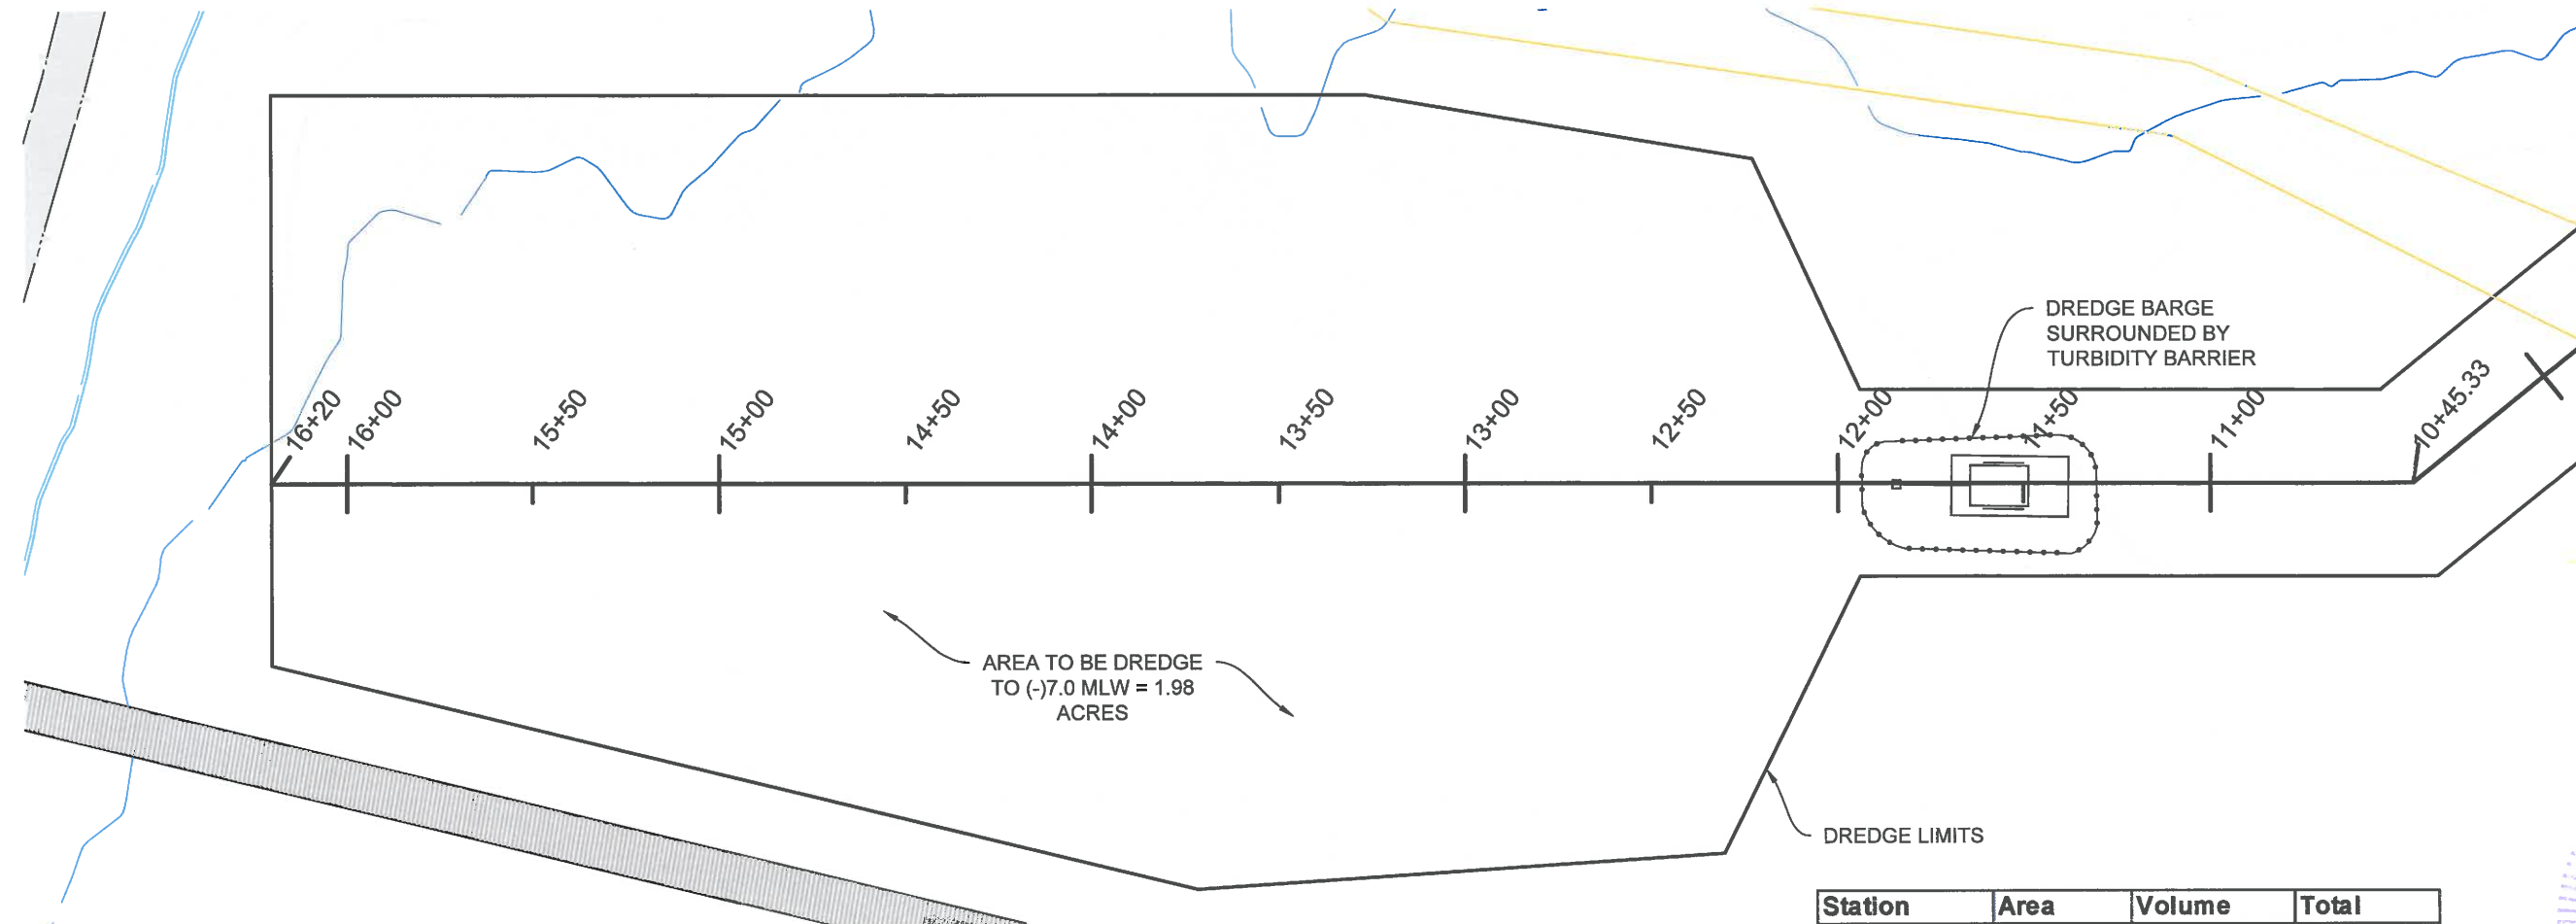 DREDGE BARGE
SURROUNDED BY
TURBIDITY BARRIER
16+20
16+00
15+50
15+00
14+50
14+00
13+50
13+00
12+50
12+00
11+50
11+00
10+45.33
AREA TO BE DREDGE
TO (-)7.0 MLW = 1.98
ACRES
DREDGE LIMITS
Station Area Volume Total